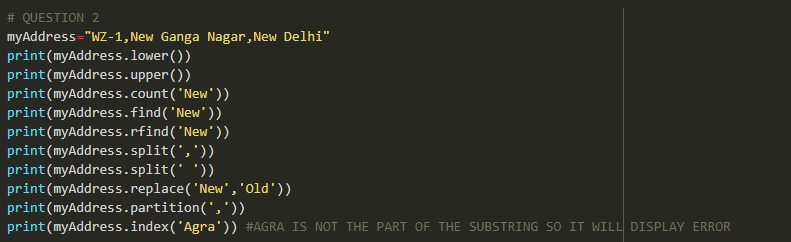 # QUESTION 2
myAddress="WZ-1,New Ganga Nagar,New Delhi"
print(myAddress.lower())
print(myAddress.upper())
print(myAddress.count('New'))
print(myAddress.find('New'))
print(myAddress.rfind('New'))
print(myAddress.split(','))
print(myAddress.split(' '))
print(myAddress.replace('New','Old'))
print(myAddress.partition(','))
print(myAddress.index('Agra')) #AGRA IS NOT THE PART OF THE SUBSTRING SO IT WILL DISPLAY ERROR